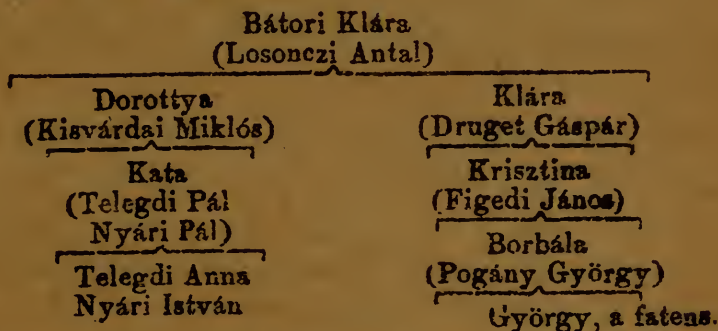 Bátori Klára
(Losonczi Antal)
Dorottya
(Kisvárdai Miklós)
Kata
(Telegdi Pál
Nyári Pál)
Telegdi Anna
Nyári István
Klára
(Druget Gáspár)
Krisztina
(Figedi János)
Borbála
(Pogány György)
György, a fatens.